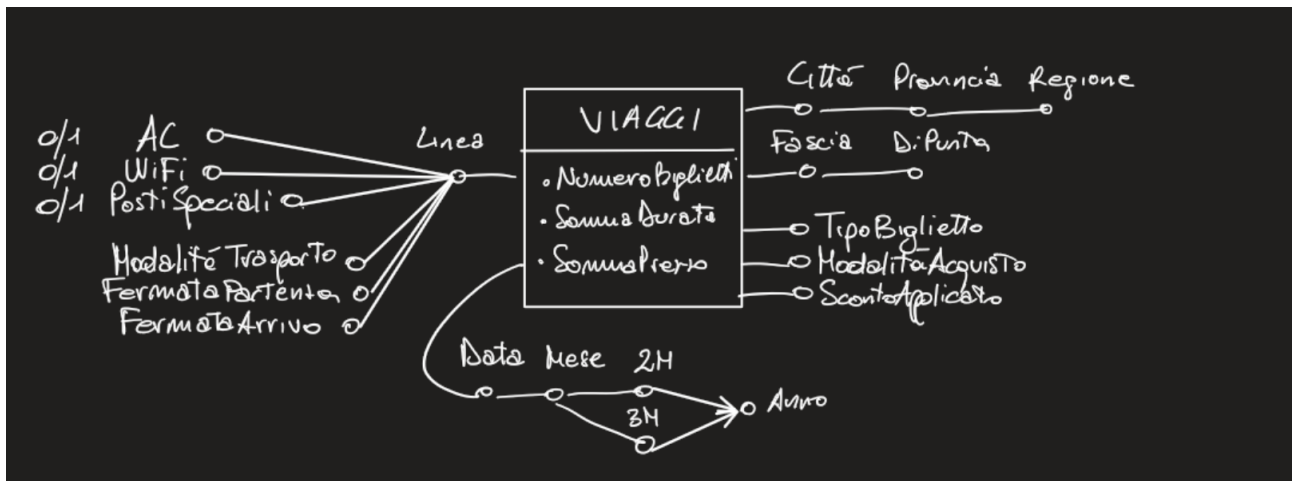 Città Provincia Regione
VIAGGI
0/1 AC
Linea
Fascia DiPunta
0/1 WiFi
• NumeroBiglietti
0/1 PostiSpeciali
• SommaDurata
TipoBiglietto
ModalitàTrasporto
• SommaPrezzo
ModalitàAcquisto
FermataPartenza
ScontoApplicato
FermataArrivo
Data Mese 2M
Anno
3M